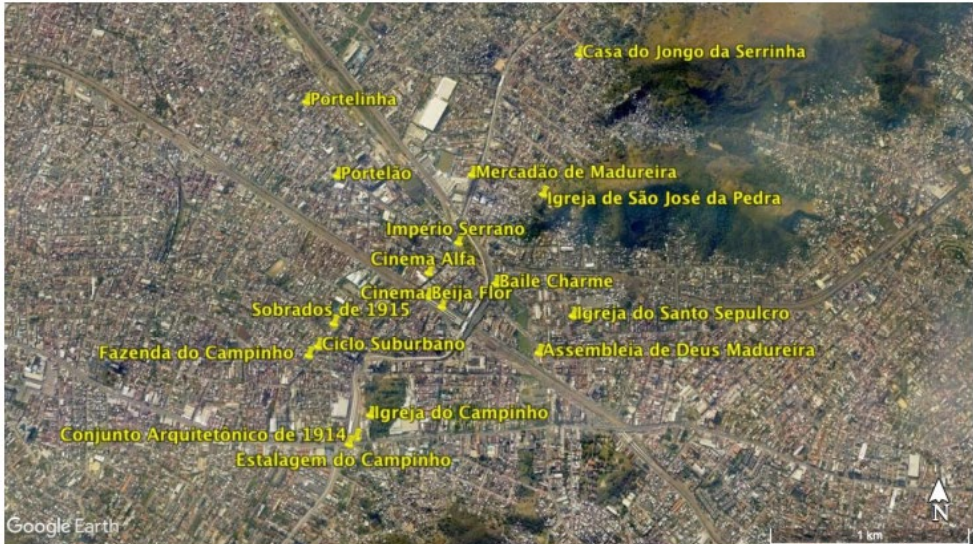 Casa do Jongo da Serrinha
Portelinha
Portelão
Mercadão de Madureira
Igreja de São José da Pedra
Império Serrano
Cinema Alfa
Baile Charme
Cinema Beija Flor
Sobrados de 1915
Igreja do Santo Sepulcro
Ciclo Suburbano
Fazenda do Campinho
Assembleia de Deus Madureira
Igreja do Campinho
Conjunto Arquitetônico de 1914
Estalagem do Campinho
N
Google Earth
1 km